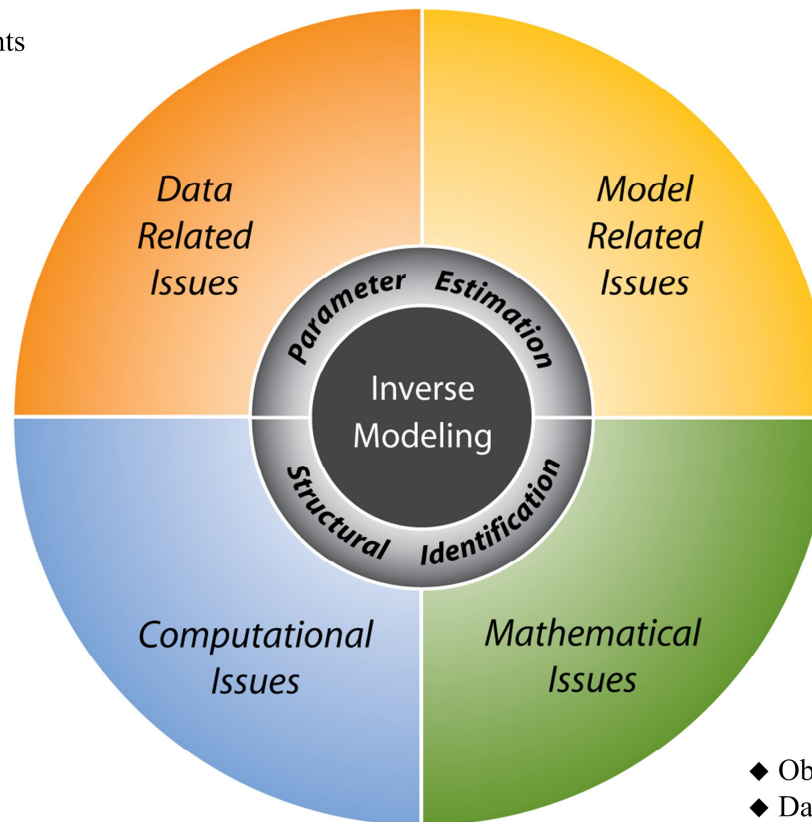 nts
Data
Related
Issues
Model
Related
Issues
Parameter Estimation
Inverse
Modeling
Structural Identification
Computational
Issues
Mathematical
Issues
◆ Ob
◆ Da